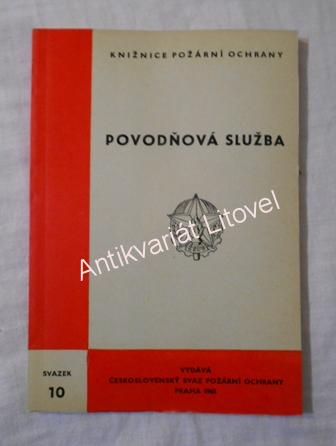 KNIŽNICE POŽÁRNÍ OCHRANY
POVODŇOVÁ SLUŽBA
Antikvariát Litovel
SVAZEK
10
VYDÁVÁ
ČESKOSLOVENSKÝ SVAZ POŽÁRNÍ OCHRANY
PRAHA